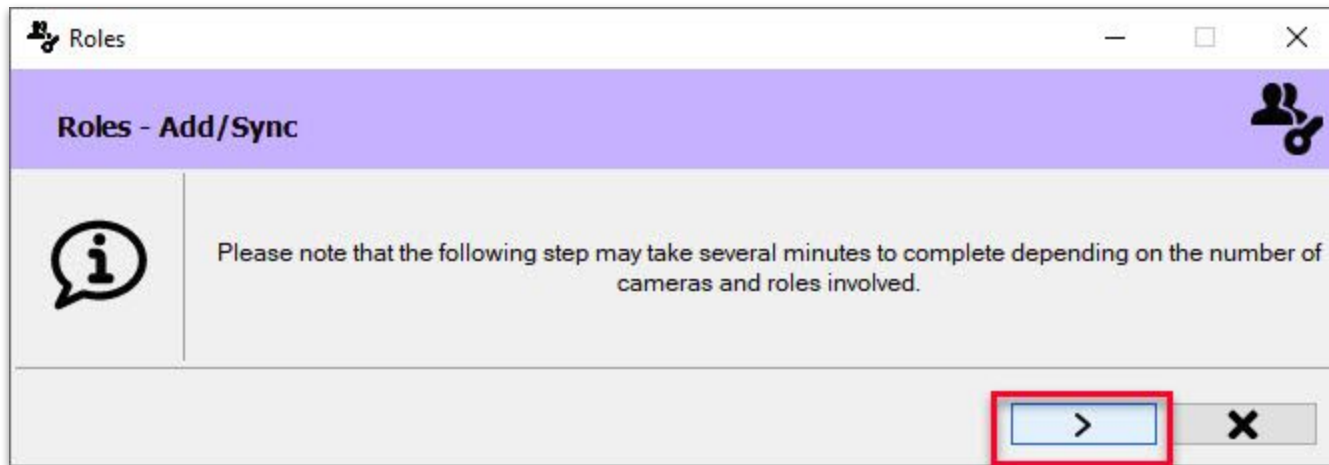 Roles
Roles - Add/Sync
Please note that the following step may take several minutes to complete depending on the number of
cameras and roles involved.